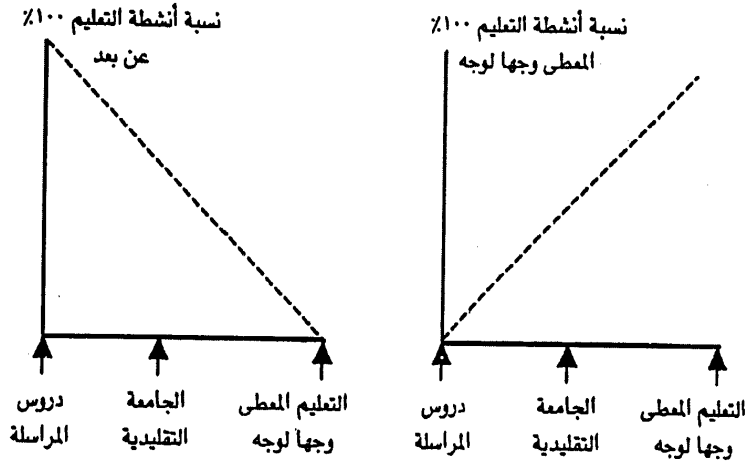 نسبة أنشطة التعليم ١٠٠٪
المعطى وجها لوجه
دروس
المراسلة
الجامعة
التقليدية
التعليم المعطى
وجها لوجه
نسبة أنشطة التعليم ١٠٠٪
عن بعد
دروس
المراسلة
الجامعة
التقليدية
التعليم المعطى
وجها لوجه